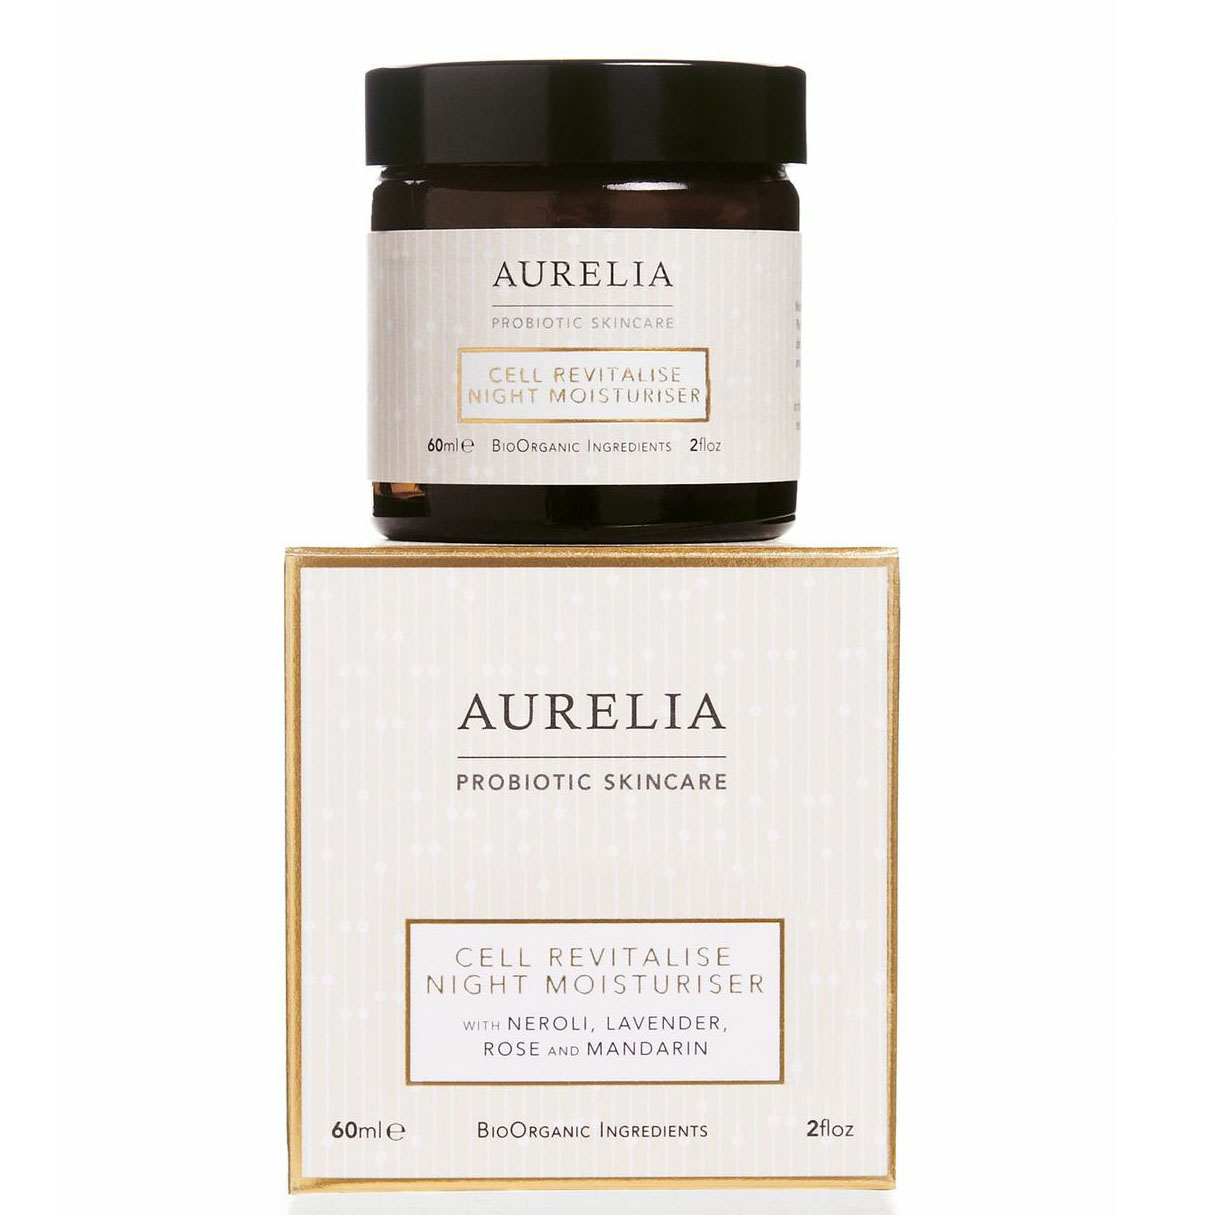 AURELIA
PROBIOTIC SKINCARE
CELL REVITALISE
NIGHT MOISTURISER
60ml℮ BIOORGANIC INGREDIENTS 2floz
AURELIA
PROBIOTIC SKINCARE
CELL REVITALISE
NIGHT MOISTURISER
WITH NEROLI, LAVENDER,
ROSE AND MANDARIN
60ml℮ BIOORGANIC INGREDIENTS 2floz